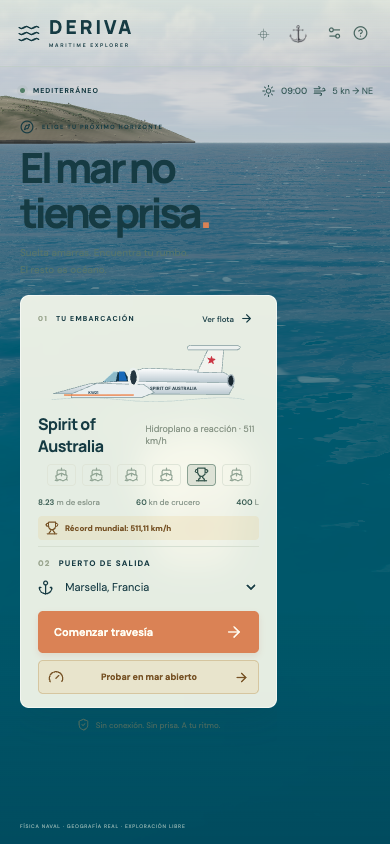 DERIVA
MARITIME EXPLORER
MEDITERRÁNEO
09:00
5 kn → NE
ELIGE TU PRÓXIMO HORIZONTE
El mar no
tiene prisa.
01 TU EMBARCACIÓN
Ver flota →
KW2N
SPIRIT OF AUSTRALIA
Spirit of
Australia
Hidroplano a reacción · 511
km/h
8.23 m de eslora
60 kn de crucero
400 L
Récord mundial: 511,11 km/h
02 PUERTO DE SALIDA
Marsella, Francia
Comenzar travesía →
Probar en mar abierto →
Sin conexión. Sin prisa. A tu ritmo.
FÍSICA NAVAL · GEOGRAFÍA REAL · EXPLORACIÓN LIBRE